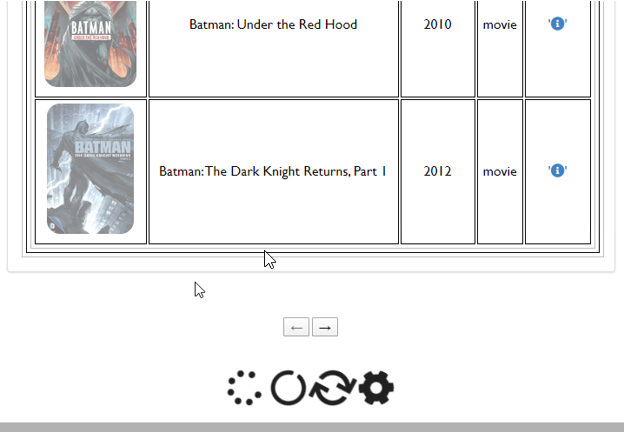 BATMAN
UNDER THE RED HOOD
Batman: Under the Red Hood
2010
movie
' '
BATMAN
THE DARK KNIGHT RETURNS
Batman: The Dark Knight Returns, Part 1
2012
movie
' '
← →